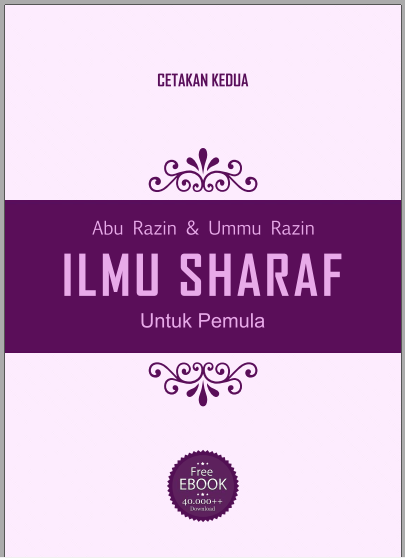 CETAKAN KEDUA
Abu Razin & Ummu Razin
ILMU SHARAF
Untuk Pemula
Free
EBOOK
40.000++
Download